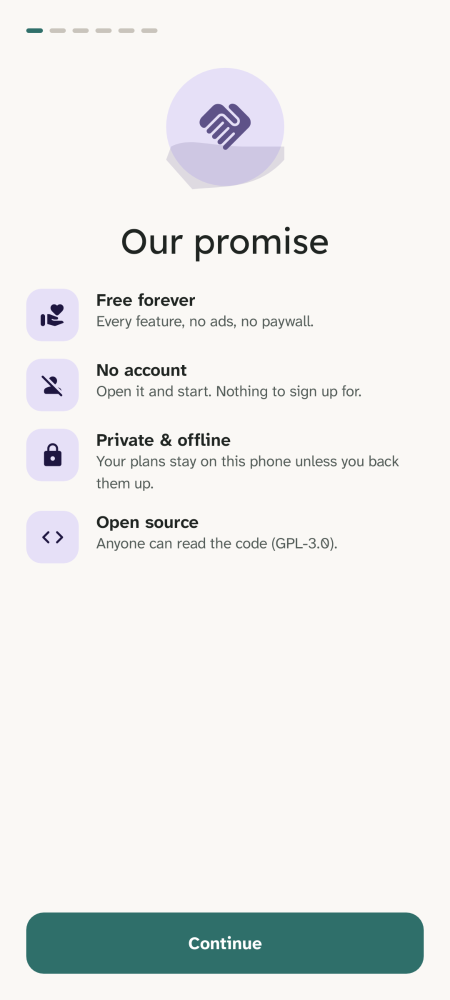 Our promise
Free forever
Every feature, no ads, no paywall.
No account
Open it and start. Nothing to sign up for.
Private & offline
Your plans stay on this phone unless you back
them up.
Open source
Anyone can read the code (GPL-3.0).
Continue